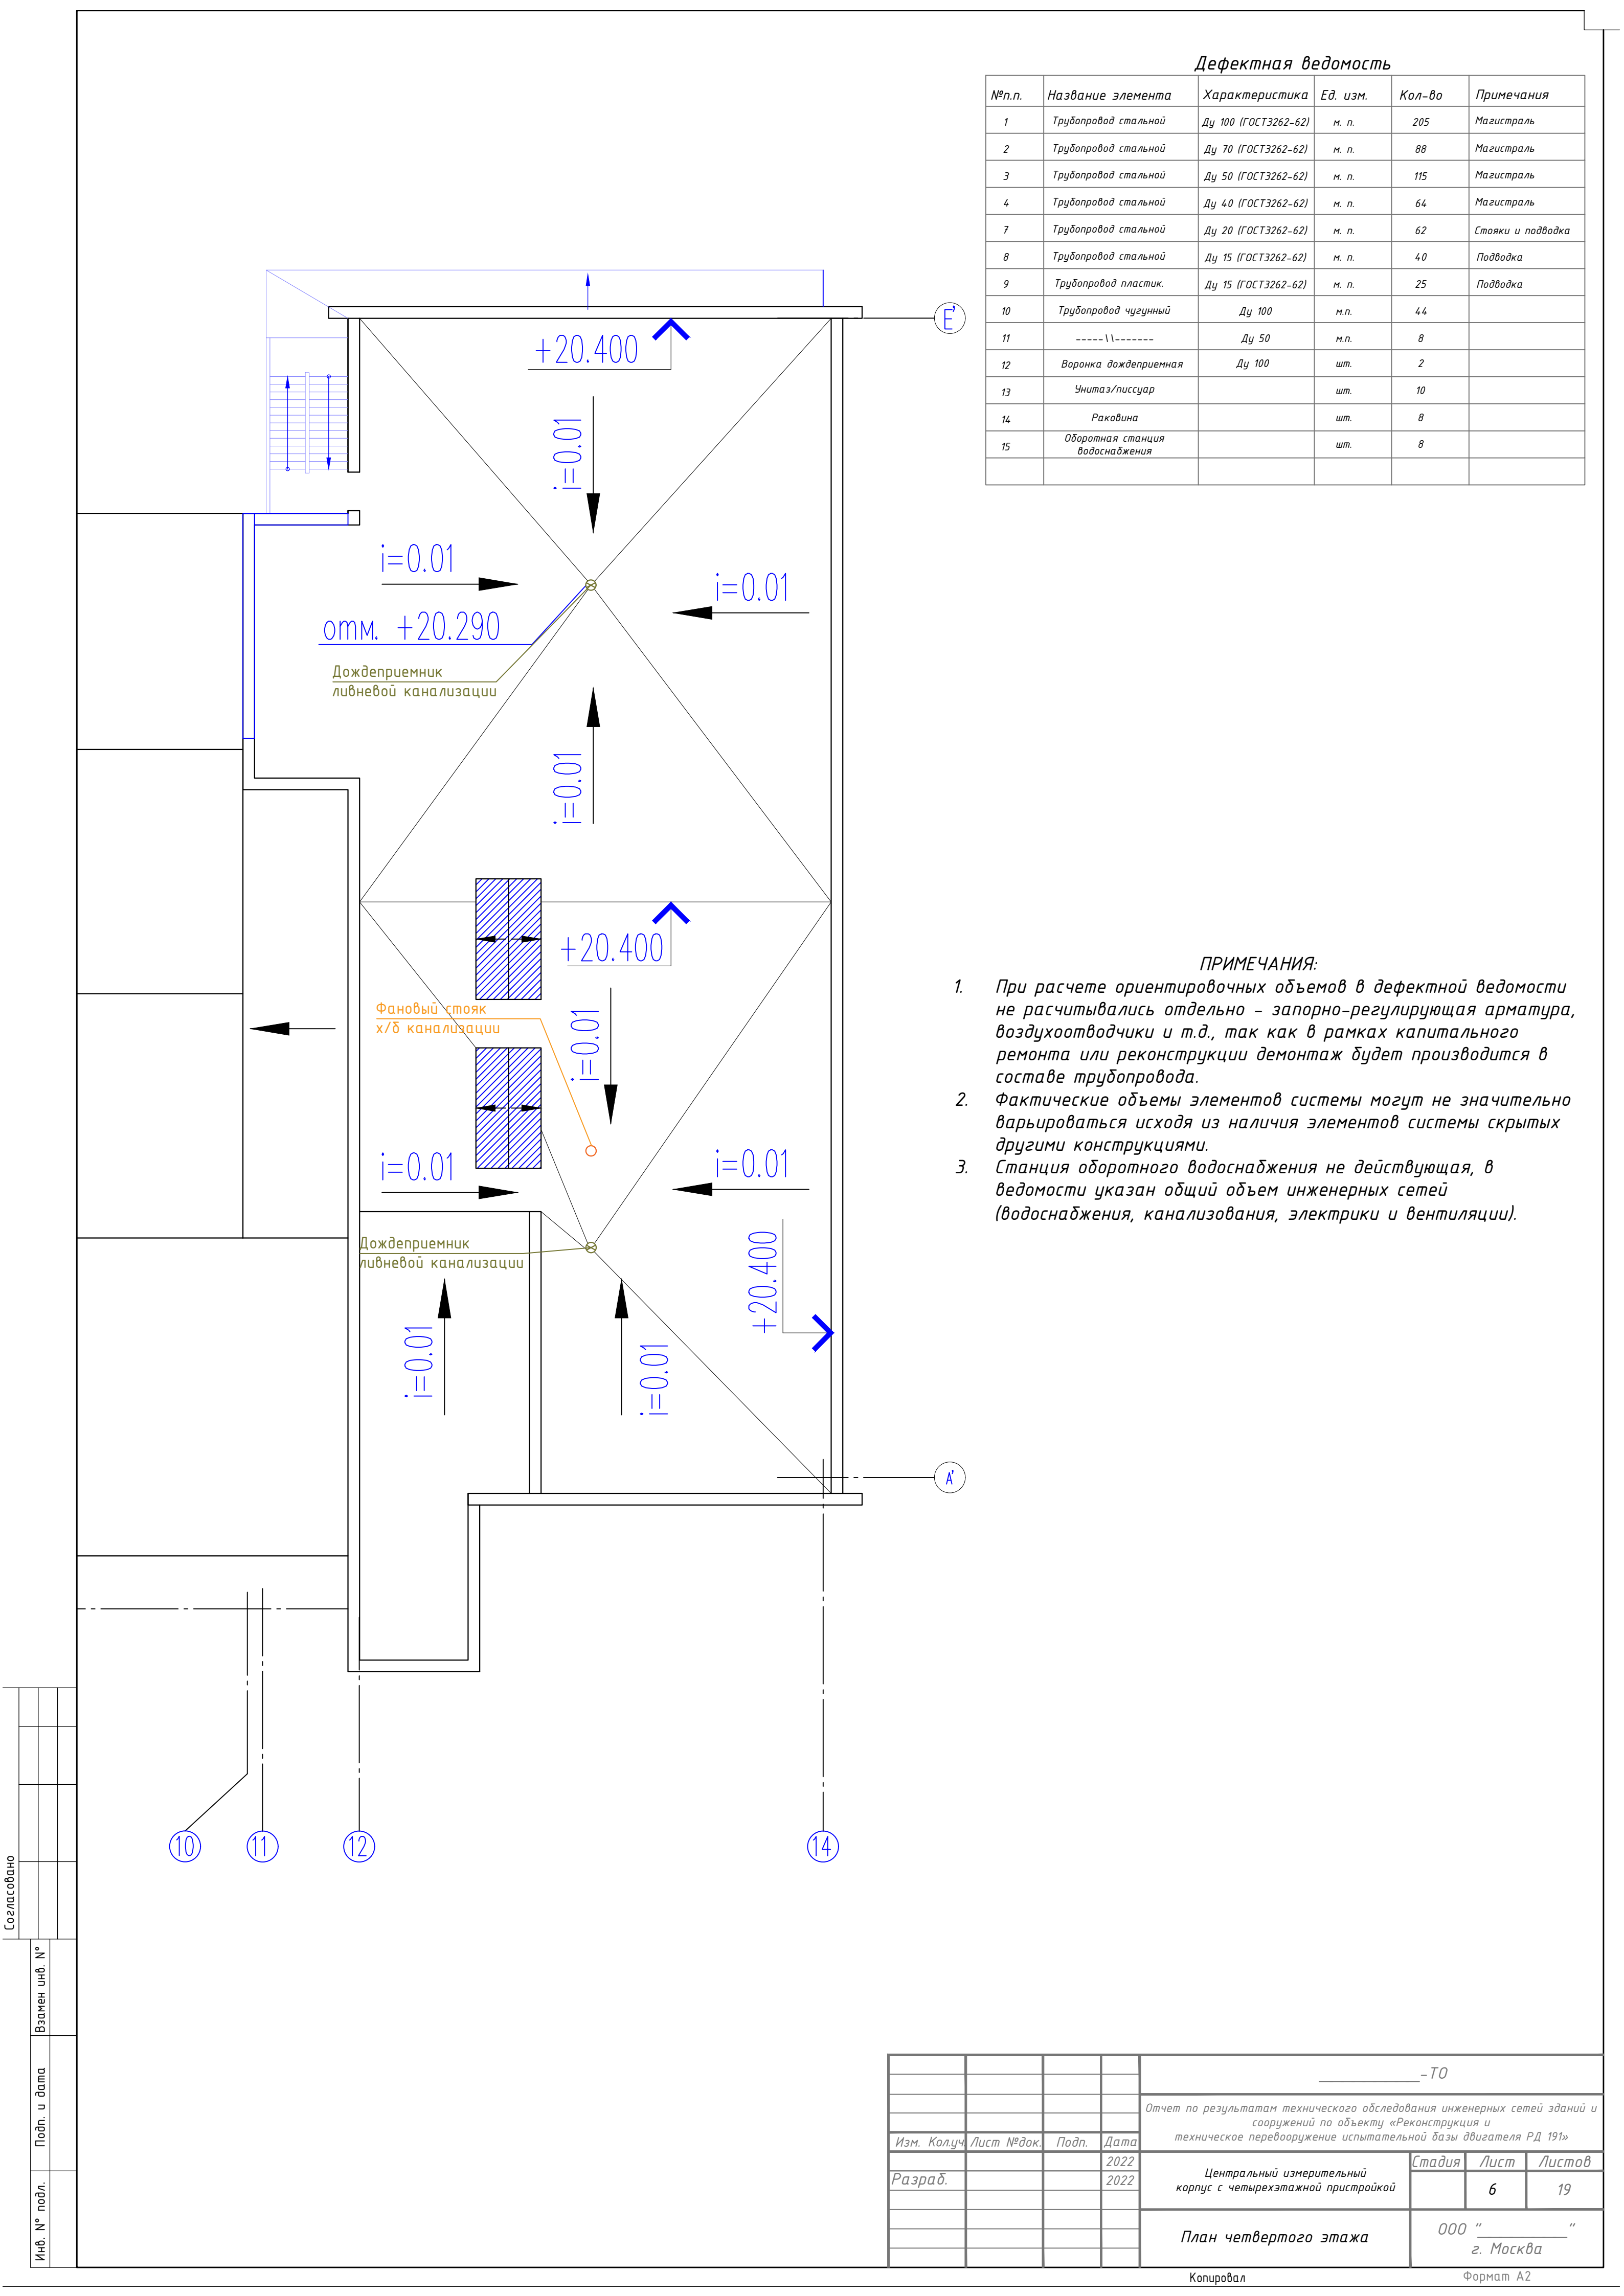 Дефектная ведомость
№п.п. Название элемента Характеристика Ед. изм. Кол-во Примечания
1 Трубопровод стальной Ду 100 (ГОСТ3262-62) м. п. 205 Магистраль
2 Трубопровод стальной Ду 70 (ГОСТ3262-62) м. п. 88 Магистраль
3 Трубопровод стальной Ду 50 (ГОСТ3262-62) м. п. 115 Магистраль
4 Трубопровод стальной Ду 40 (ГОСТ3262-62) м. п. 64 Магистраль
7 Трубопровод стальной Ду 20 (ГОСТ3262-62) м. п. 62 Стояки и подводка
8 Трубопровод стальной Ду 15 (ГОСТ3262-62) м. п. 40 Подводка
9 Трубопровод пластик. Ду 15 (ГОСТ3262-62) м. п. 25 Подводка
10 Трубопровод чугунный Ду 100 м.п. 44
11 -----\\------- Ду 50 м.п. 8
12 Воронка дождеприемная Ду 100 шт. 2
13 Унитаз/писсуар шт. 10
14 Раковина шт. 8
15 Оборотная станция водоснабжения шт. 8
Е'
+20.400
i=0.01
i=0.01
i=0.01
отм. +20.290
Дождеприемник
ливневой канализации
i=0.01
+20.400
Фановый стояк
х/б канализации
i=0.01
i=0.01
i=0.01
Дождеприемник
ливневой канализации
+20.400
i=0.01
i=0.01
А'
10
11
12
14
ПРИМЕЧАНИЯ:
1. При расчете ориентировочных объемов в дефектной ведомости
не расчитывались отдельно - запорно-регулирующая арматура,
воздухоотводчики и т.д., так как в рамках капитального
ремонта или реконструкции демонтаж будет производится в
составе трубопровода.
2. Фактические объемы элементов системы могут не значительно
варьироваться исходя из наличия элементов системы скрытых
другими конструкциями.
3. Станция оборотного водоснабжения не действующая, в
ведомости указан общий объем инженерных сетей
(водоснабжения, канализования, электрики и вентиляции).
Согласовано
Взамен инв. N°
Подп. и дата
Инв. N° подл.
__________-ТО
Отчет по результатам технического обследования инженерных сетей зданий и
сооружений по объекту «Реконструкция и
техническое перевооружение испытательной базы двигателя РД 191»
Изм. Кол.уч. Лист №док. Подп. Дата
2022
Разраб. 2022
Центральный измерительный
корпус с четырехэтажной пристройкой
Стадия Лист Листов
6 19
План четвертого этажа
ООО "__________"
г. Москва
Копировал
Формат А2